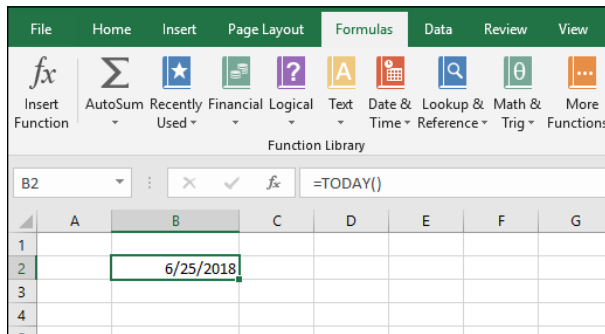 File Home Insert Page Layout Formulas Data Review View
fx Σ ? A θ
Insert Function AutoSum Recently Used Financial Logical Text Date & Time Lookup & Reference Math & Trig More Functions
Function Library
B2 fx =TODAY()
A B C D E F G
1
2 6/25/2018
3
4